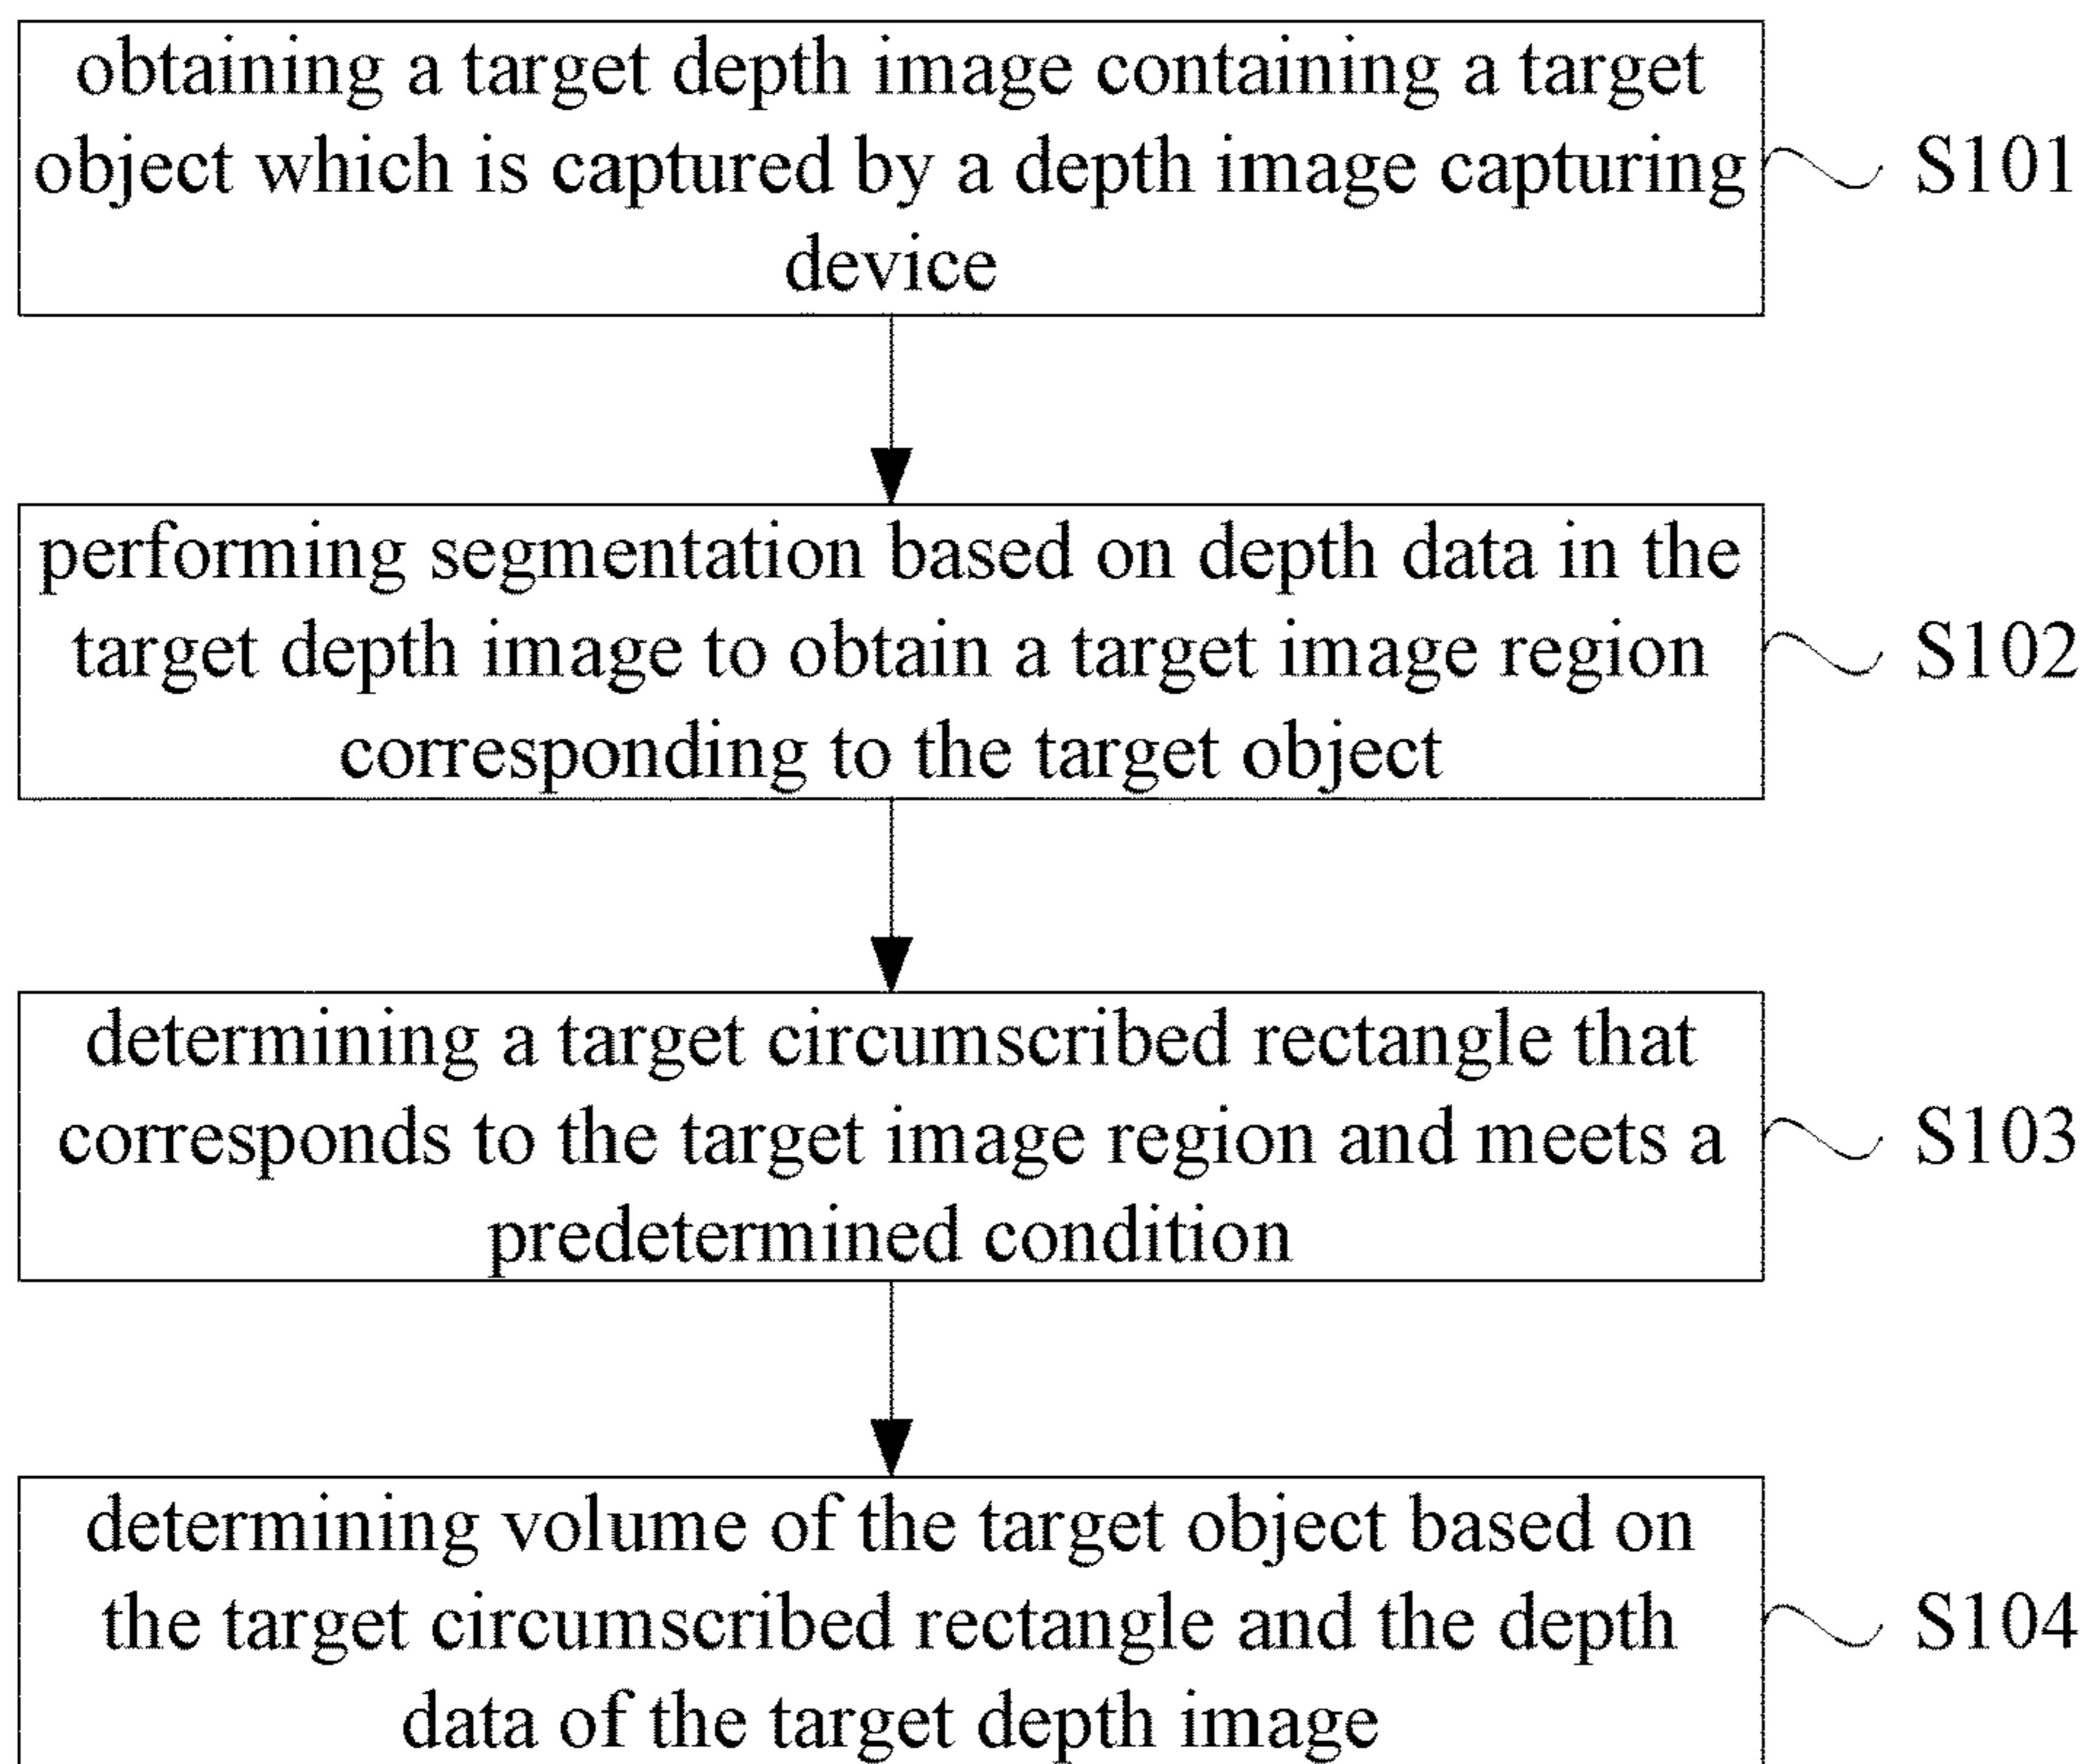 obtaining a target depth image containing a target
object which is captured by a depth image capturing
device
S101
performing segmentation based on depth data in the
target depth image to obtain a target image region
corresponding to the target object
S102
determining a target circumscribed rectangle that
corresponds to the target image region and meets a
predetermined condition
S103
determining volume of the target object based on
the target circumscribed rectangle and the depth
data of the target depth image
S104